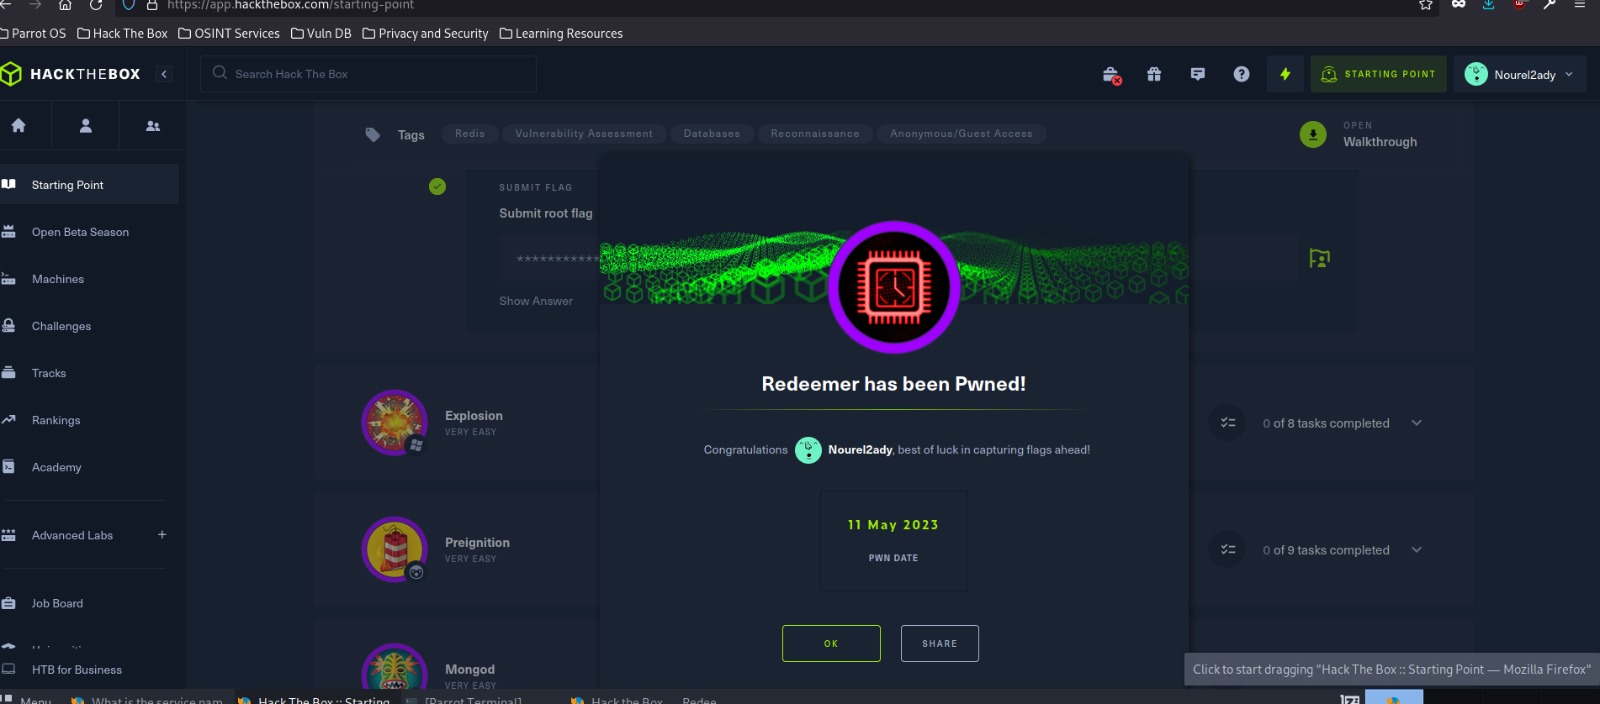 https://app.hackthebox.com/starting-point
Parrot OS Hack The Box OSINT Services Vuln DB Privacy and Security Learning Resources
HACKTHEBOX
Search Hack The Box
STARTING POINT
Nourel2ady
Tags
Redis
Vulnerability Assessment
Databases
Reconnaissance
Anonymous/Guest Access
OPEN
Walkthrough
Starting Point
Open Beta Season
Machines
Challenges
Tracks
Rankings
Academy
Advanced Labs
Job Board
HTB for Business
SUBMIT FLAG
Submit root flag
***********
Show Answer
Redeemer has been Pwned!
Congratulations Nourel2ady, best of luck in capturing flags ahead!
11 May 2023
PWN DATE
OK
SHARE
Explosion
VERY EASY
0 of 8 tasks completed
Preignition
VERY EASY
0 of 9 tasks completed
Mongod
VERY EASY
Click to start dragging "Hack The Box :: Starting Point — Mozilla Firefox"
Menu
What is the service nam
Hack The Box :: Starting
[Parrot Terminal]
Hack the Box
Redee